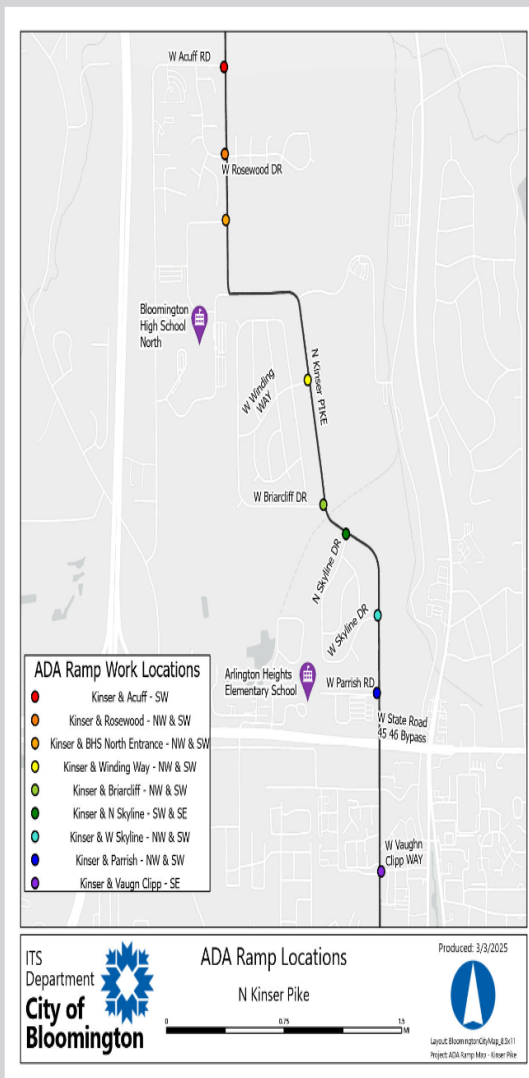 W Acuff RD
W Rosewood DR
Bloomington
High School
North
N Kinser PIKE
W Winding
WAY
W Briarcliff DR
N Skyline DR
W Skyline DR
Arlington Heights
Elementary School
W Parrish RD
W State Road
45 46 Bypass
W Vaughn
Clipp WAY
ADA Ramp Work Locations
Kinser & Acuff - SW
Kinser & Rosewood - NW & SW
Kinser & BHS North Entrance - NW & SW
Kinser & Winding Way - NW & SW
Kinser & Briarcliff - NW & SW
Kinser & N Skyline - SW & SE
Kinser & W Skyline - NW & SW
Kinser & Parrish - NW & SW
Kinser & Vaugn Clipp - SE
ITS
Department
City of
Bloomington
ADA Ramp Locations
N Kinser Pike
0 0.75 1.5
MI
Produced: 3/3/2025
Layout: BloomingtonCityMap_8.5x11
Project: ADA Ramp Map - Kinser Pike